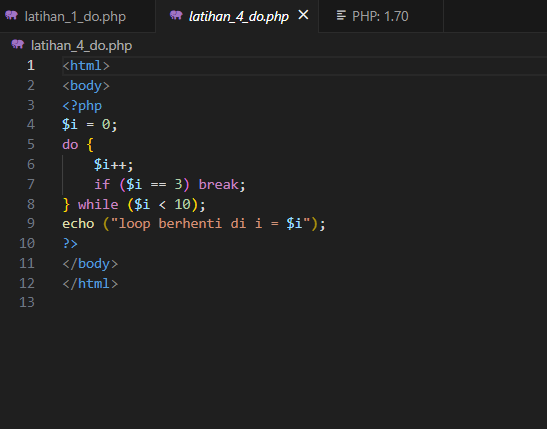 latihan_1_do.php latihan_4_do.php × PHP: 1.70
latihan_4_do.php
1 <html>
2 <body>
3 <?php
4 $i = 0;
5 do {
6 $i++;
7 if ($i == 3) break;
8 } while ($i < 10);
9 echo ("loop berhenti di i = $i");
10 ?>
11 </body>
12 </html>
13